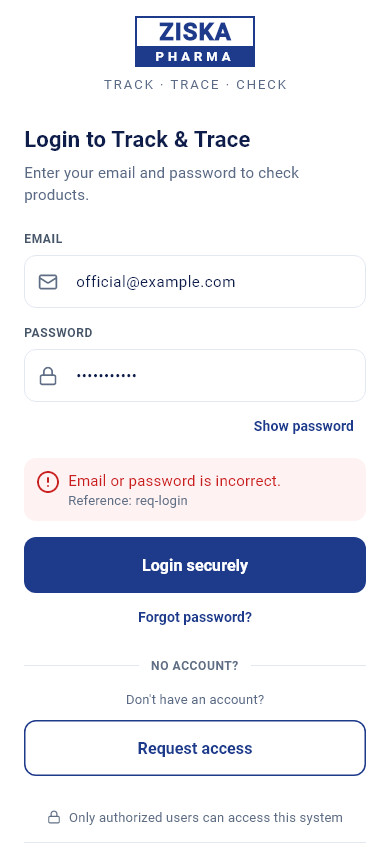 ZISKA
PHARMA
TRACK · TRACE · CHECK
Login to Track & Trace
Enter your email and password to check
products.
EMAIL
official@example.com
PASSWORD
•••••••••••
Show password
Email or password is incorrect.
Reference: req-login
Login securely
Forgot password?
NO ACCOUNT?
Don't have an account?
Request access
Only authorized users can access this system